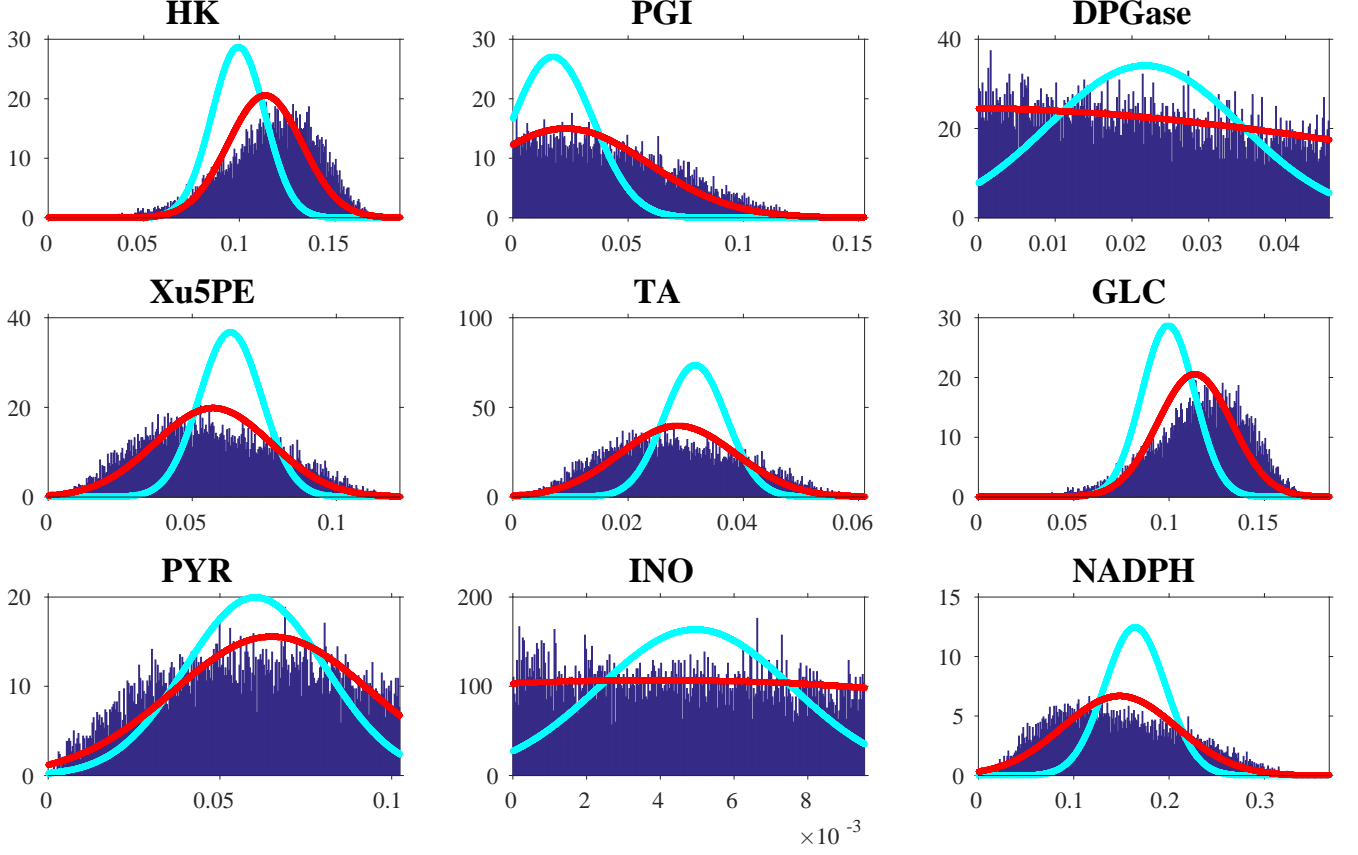 HK PGI DPGase
30 20 10 0
0 0.05 0.1 0.15
30 20 10 0
0 0.05 0.1 0.15
40 20 0
0 0.01 0.02 0.03 0.04
Xu5PE TA GLC
40 20 0
0 0.05 0.1
100 50 0
0 0.02 0.04 0.06
30 20 10 0
0 0.05 0.1 0.15
PYR INO NADPH
20 10 0
0 0.05 0.1
200 100 0
0 2 4 6 8
×10 -3
15 10 5 0
0 0.1 0.2 0.3